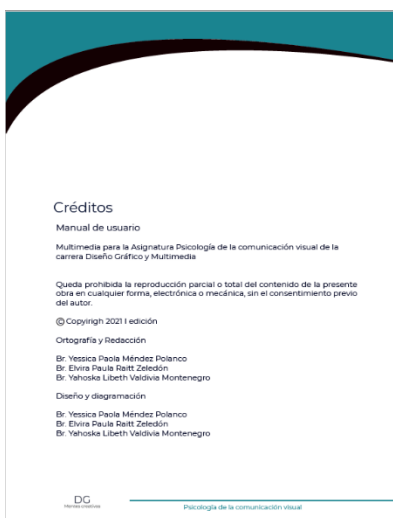 Créditos
Manual de usuario
Multimedia para la Asignatura Psicología de la comunicación visual de la
carrera Diseño Gráfico y Multimedia
Queda prohibida la reproducción parcial o total del contenido de la presente
obra en cualquier forma, electrónica o mecánica, sin el consentimiento previo
del autor.
© Copyirigh 2021 I edición
Ortografía y Redacción
Br. Yessica Paola Méndez Polanco
Br. Elvira Paula Raitt Zeledón
Br. Yahoska Libeth Valdivia Montenegro
Diseño y diagramación
Br. Yessica Paola Méndez Polanco
Br. Elvira Paula Raitt Zeledón
Br. Yahoska Libeth Valdivia Montenegro
DG
Mentes creativas
Psicología de la comunicación visual